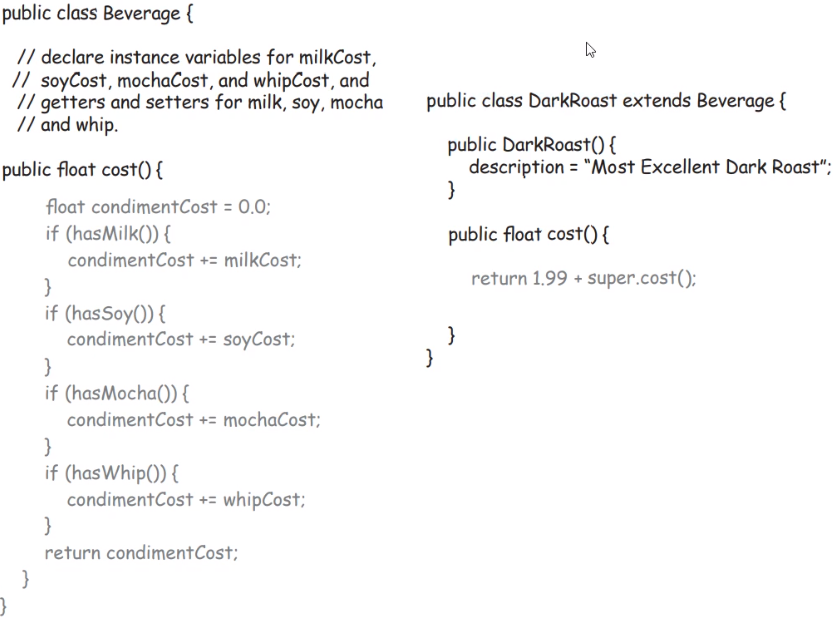 public class Beverage {
// declare instance variables for milkCost,
// soyCost, mochaCost, and whipCost, and
// getters and setters for milk, soy, mocha
// and whip.
public float cost() {
float condimentCost = 0.0;
if (hasMilk()) {
condimentCost += milkCost;
}
if (hasSoy()) {
condimentCost += soyCost;
}
if (hasMocha()) {
condimentCost += mochaCost;
}
if (hasWhip()) {
condimentCost += whipCost;
}
return condimentCost;
}
}
public class DarkRoast extends Beverage {
public DarkRoast() {
description = “Most Excellent Dark Roast”;
}
public float cost() {
return 1.99 + super.cost();
}
}